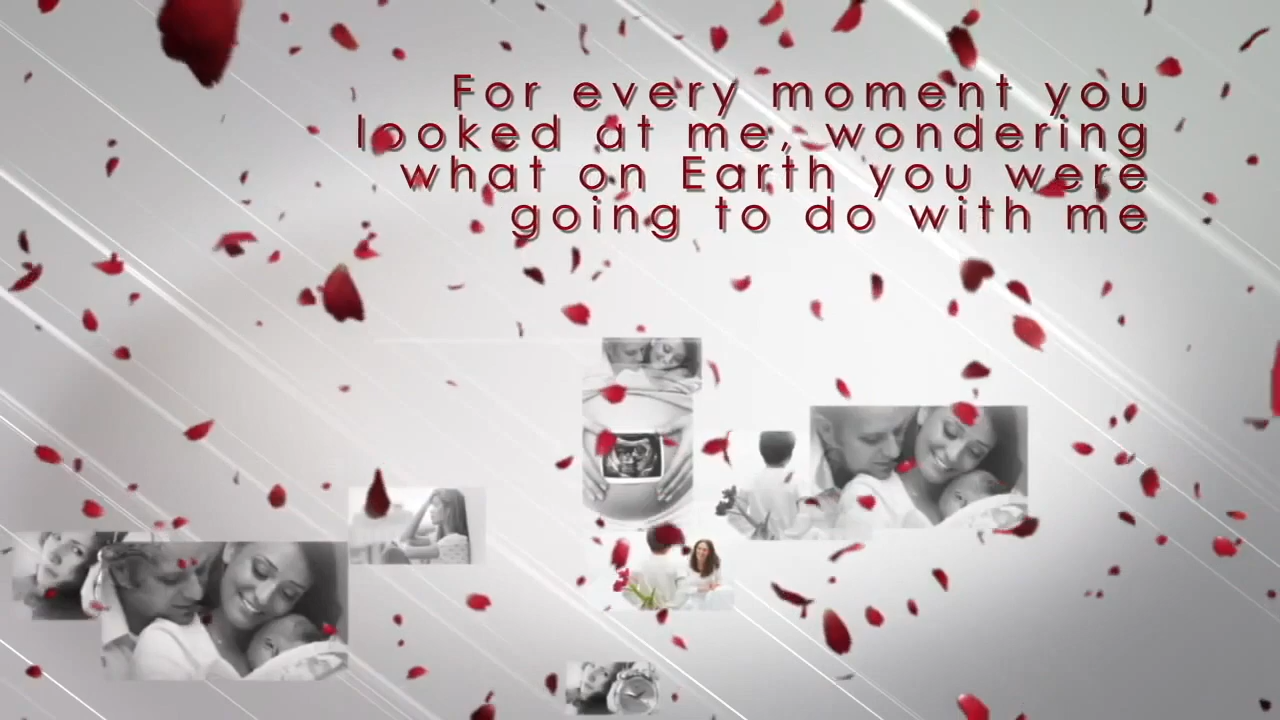 For every moment you
looked at me, wondering
what on Earth you were
going to do with me